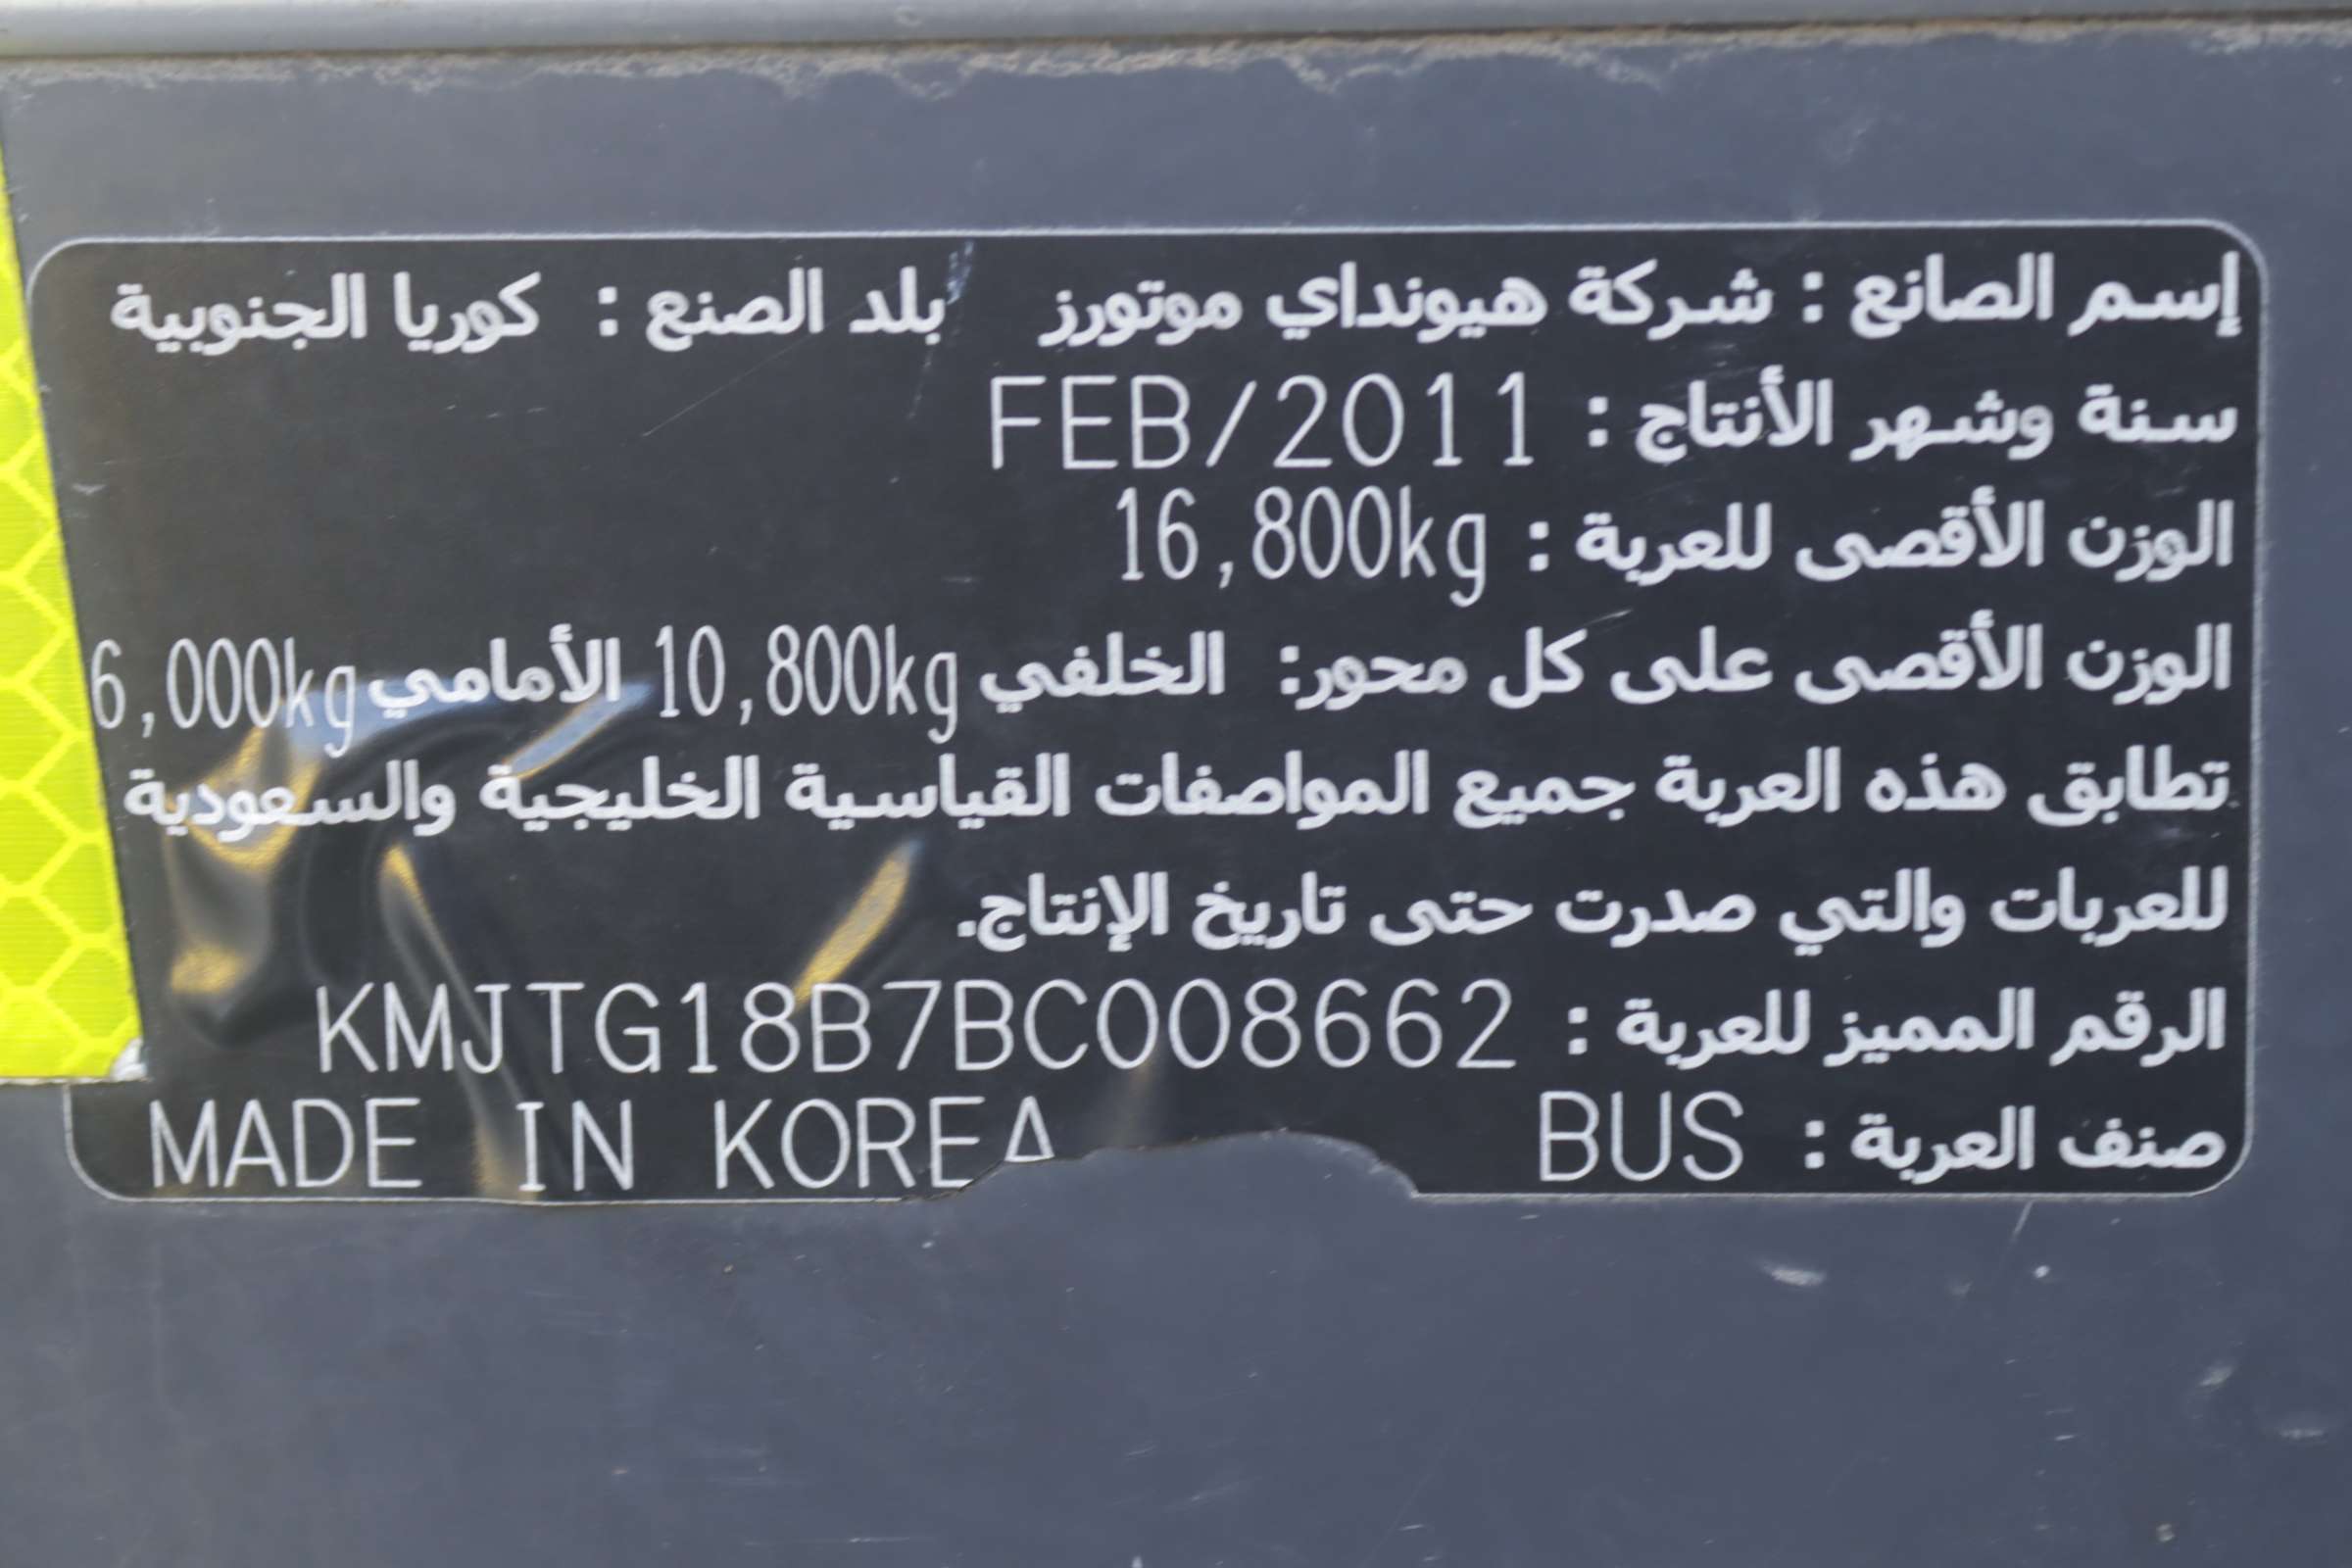 إسم الصانع : شركة هيونداي موتورز بلد الصنع : كوريا الجنوبية
سنة وشهر الأنتاج : FEB/2011
الوزن الأقصى للعربة : 16,800kg
الوزن الأقصى على كل محور: الخلفي 10,800kg الأمامي 6,000kg
تطابق هذه العربة جميع المواصفات القياسية الخليجية والسعودية
للعربات والتي صدرت حتى تاريخ الإنتاج.
الرقم المميز للعربة : KMJTG18B7BC008662
صنف العربة : BUS MADE IN KOREA